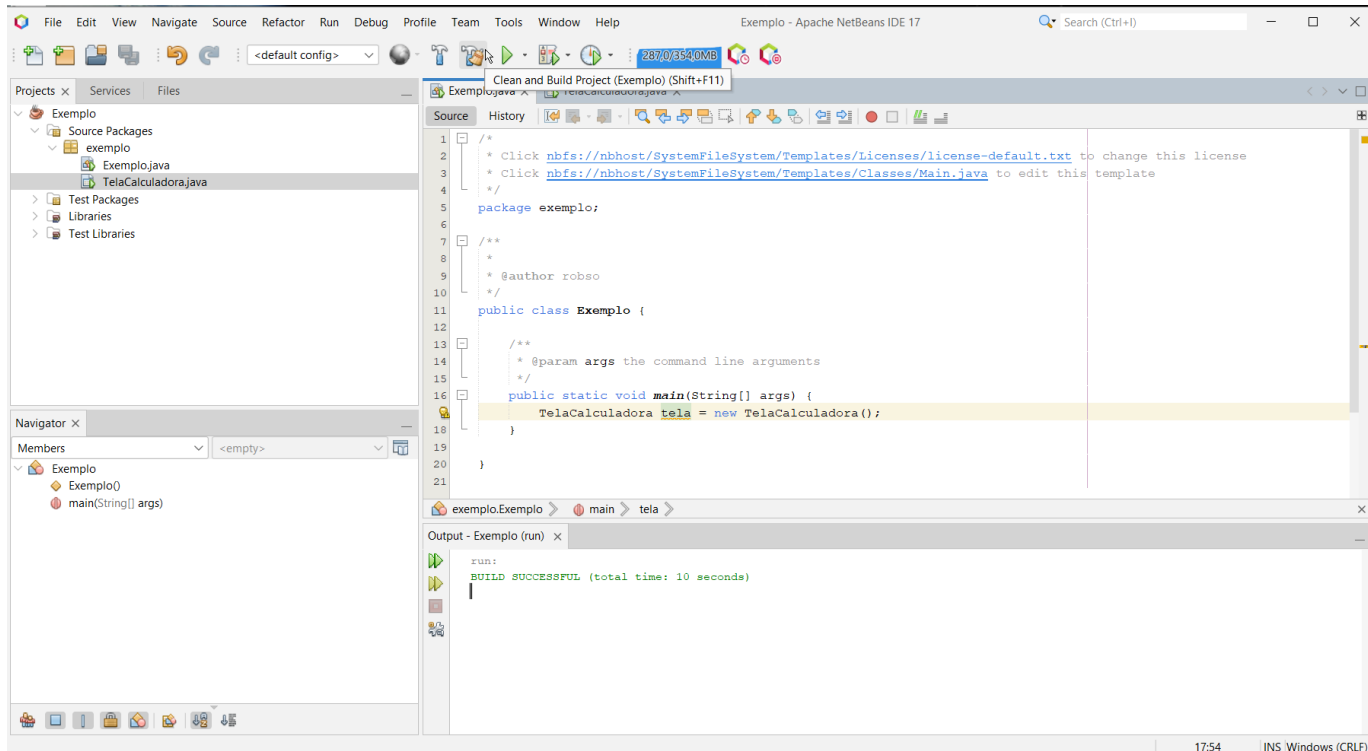 File Edit View Navigate Source Refactor Run Debug Profile Team Tools Window Help Exemplo - Apache NetBeans IDE 17 Search (Ctrl+I)
<default config> 287,0/354,0MB
Clean and Build Project (Exemplo) (Shift+F11)
Projects Services Files
Exemplo.java TelaCalculadora.java
Exemplo
Source Packages
exemplo
Exemplo.java
TelaCalculadora.java
Test Packages
Libraries
Test Libraries
Source History
1 /*
2 * Click nbfs://nbhost/SystemFileSystem/Templates/Licenses/license-default.txt to change this license
3 * Click nbfs://nbhost/SystemFileSystem/Templates/Classes/Main.java to edit this template
4 */
5 package exemplo;
6
7 /**
8 *
9 * @author robso
10 */
11 public class Exemplo {
12
13 /**
14 * @param args the command line arguments
15 */
16 public static void main(String[] args) {
TelaCalculadora tela = new TelaCalculadora();
18 }
19
20 }
21
exemplo.Exemplo main tela
Navigator
Members <empty>
Exemplo
Exemplo()
main(String[] args)
Output - Exemplo (run)
run:
BUILD SUCCESSFUL (total time: 10 seconds)
17:54 INS Windows (CRLF)